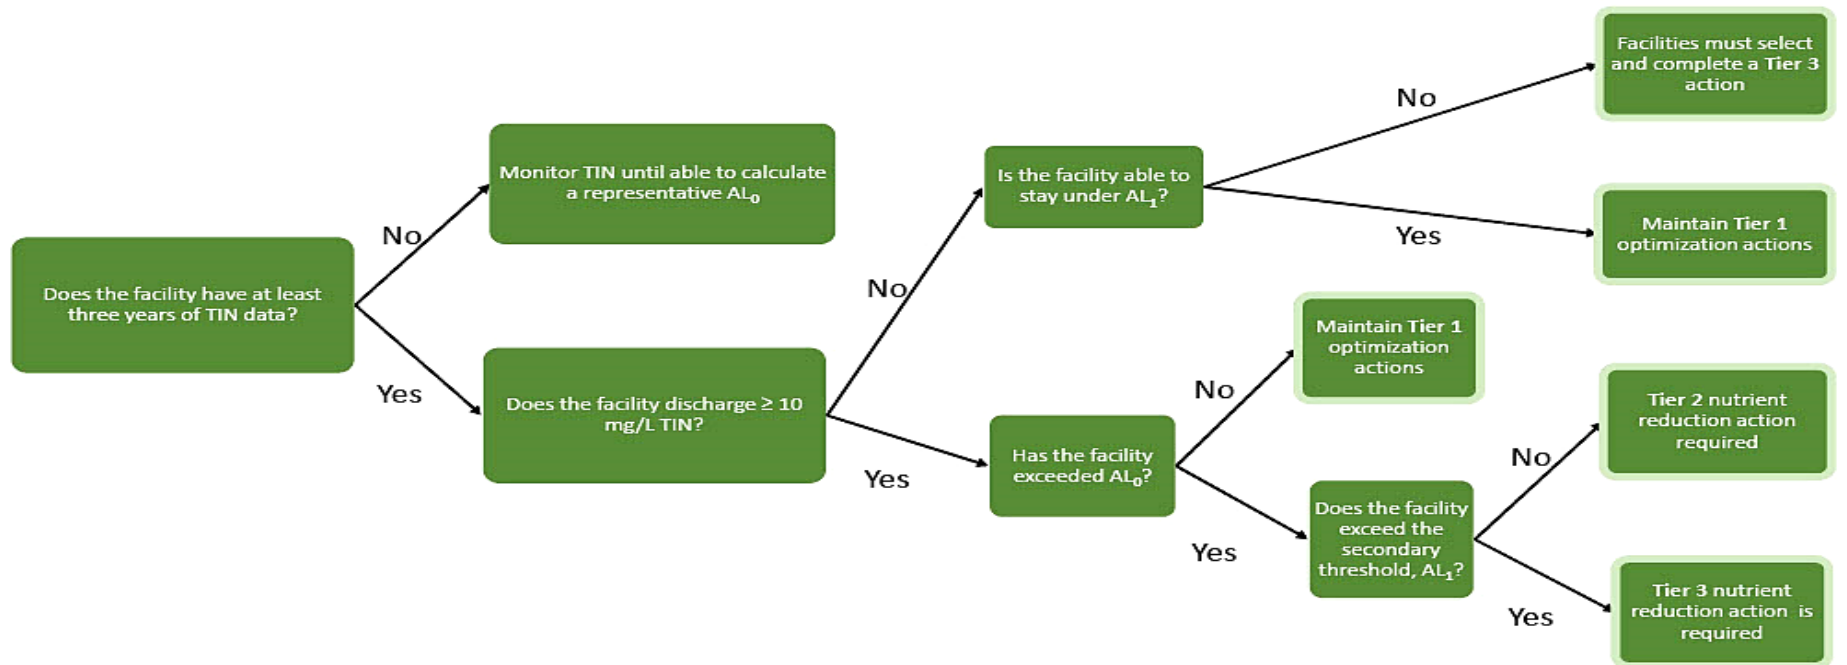 Does the facility have at least
three years of TIN data?
No
Yes
Monitor TIN until able to calculate
a representative AL₀
Does the facility discharge ≥ 10
mg/L TIN?
No
Yes
Is the facility able to
stay under AL₁?
No
Yes
Facilities must select
and complete a Tier 3
action
Maintain Tier 1
optimization actions
Has the facility
exceeded AL₀?
No
Yes
Maintain Tier 1
optimization
actions
Does the facility
exceed the
secondary
threshold, AL₁?
No
Yes
Tier 2 nutrient
reduction action
required
Tier 3 nutrient
reduction action is
required